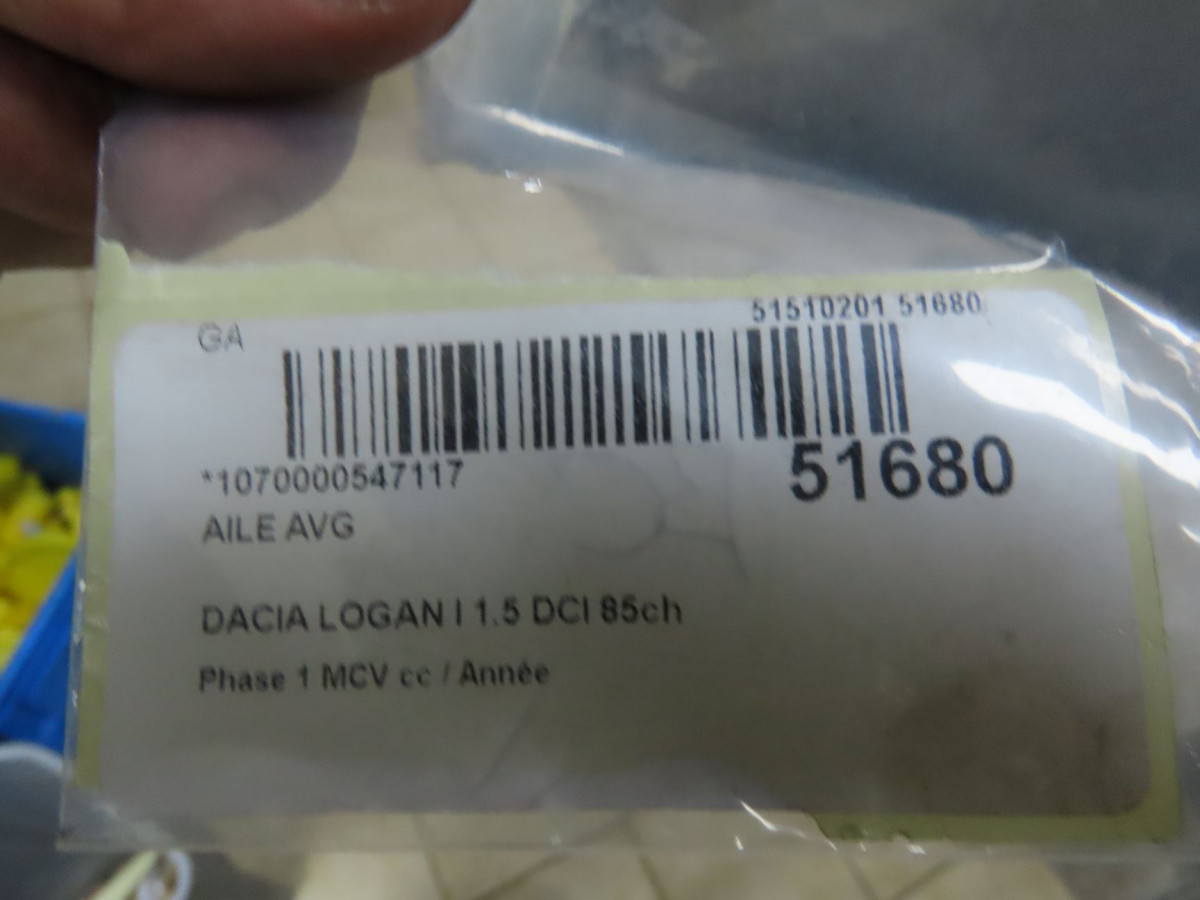 GA
51510201 51680
*1070000547117
51680
AILE AVG
DACIA LOGAN I 1.5 DCI 85ch
Phase 1 MCV cc / Année